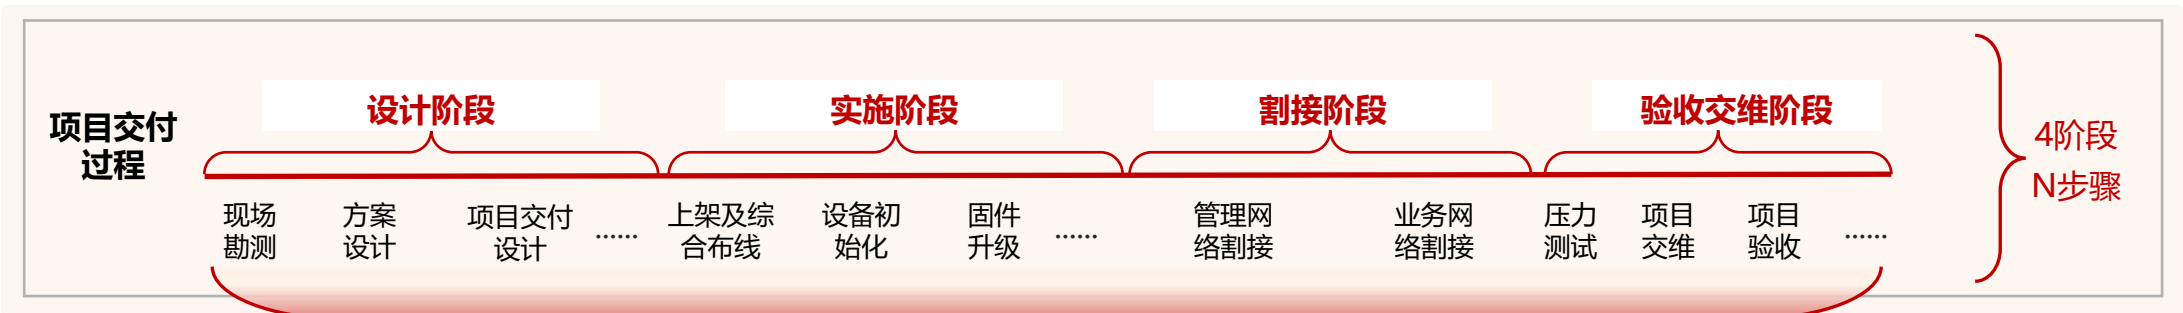 项目交付
过程
设计阶段
实施阶段
割接阶段
验收交维阶段
现场
勘测
方案
设计
项目交付
设计
......
上架及综
合布线
设备初
始化
固件
升级
......
管理网
络割接
业务网
络割接
压力
测试
项目
交维
项目
验收
......
4阶段
N步骤